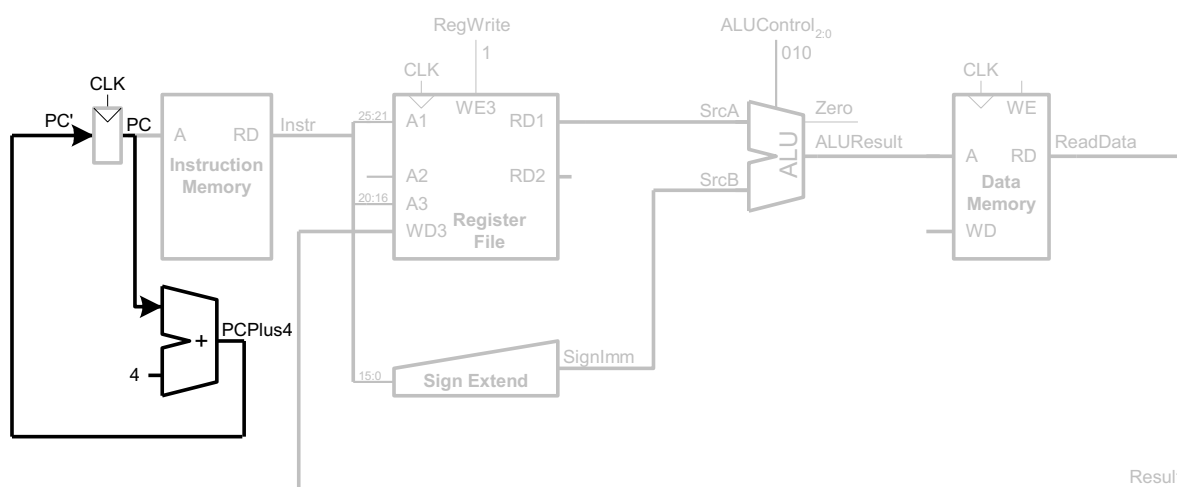 RegWrite
ALUControl2:0
1
010
CLK
CLK
CLK
PC'
PC
A
RD
Instr
Instruction
Memory
25:21
A1
WE3
RD1
A2
RD2
20:16
A3
WD3
Register
File
SrcA
SrcB
ALU
Zero
ALUResult
WE
A
RD
ReadData
Data
Memory
WD
4
+
PCPlus4
15:0
Sign Extend
SignImm
Result